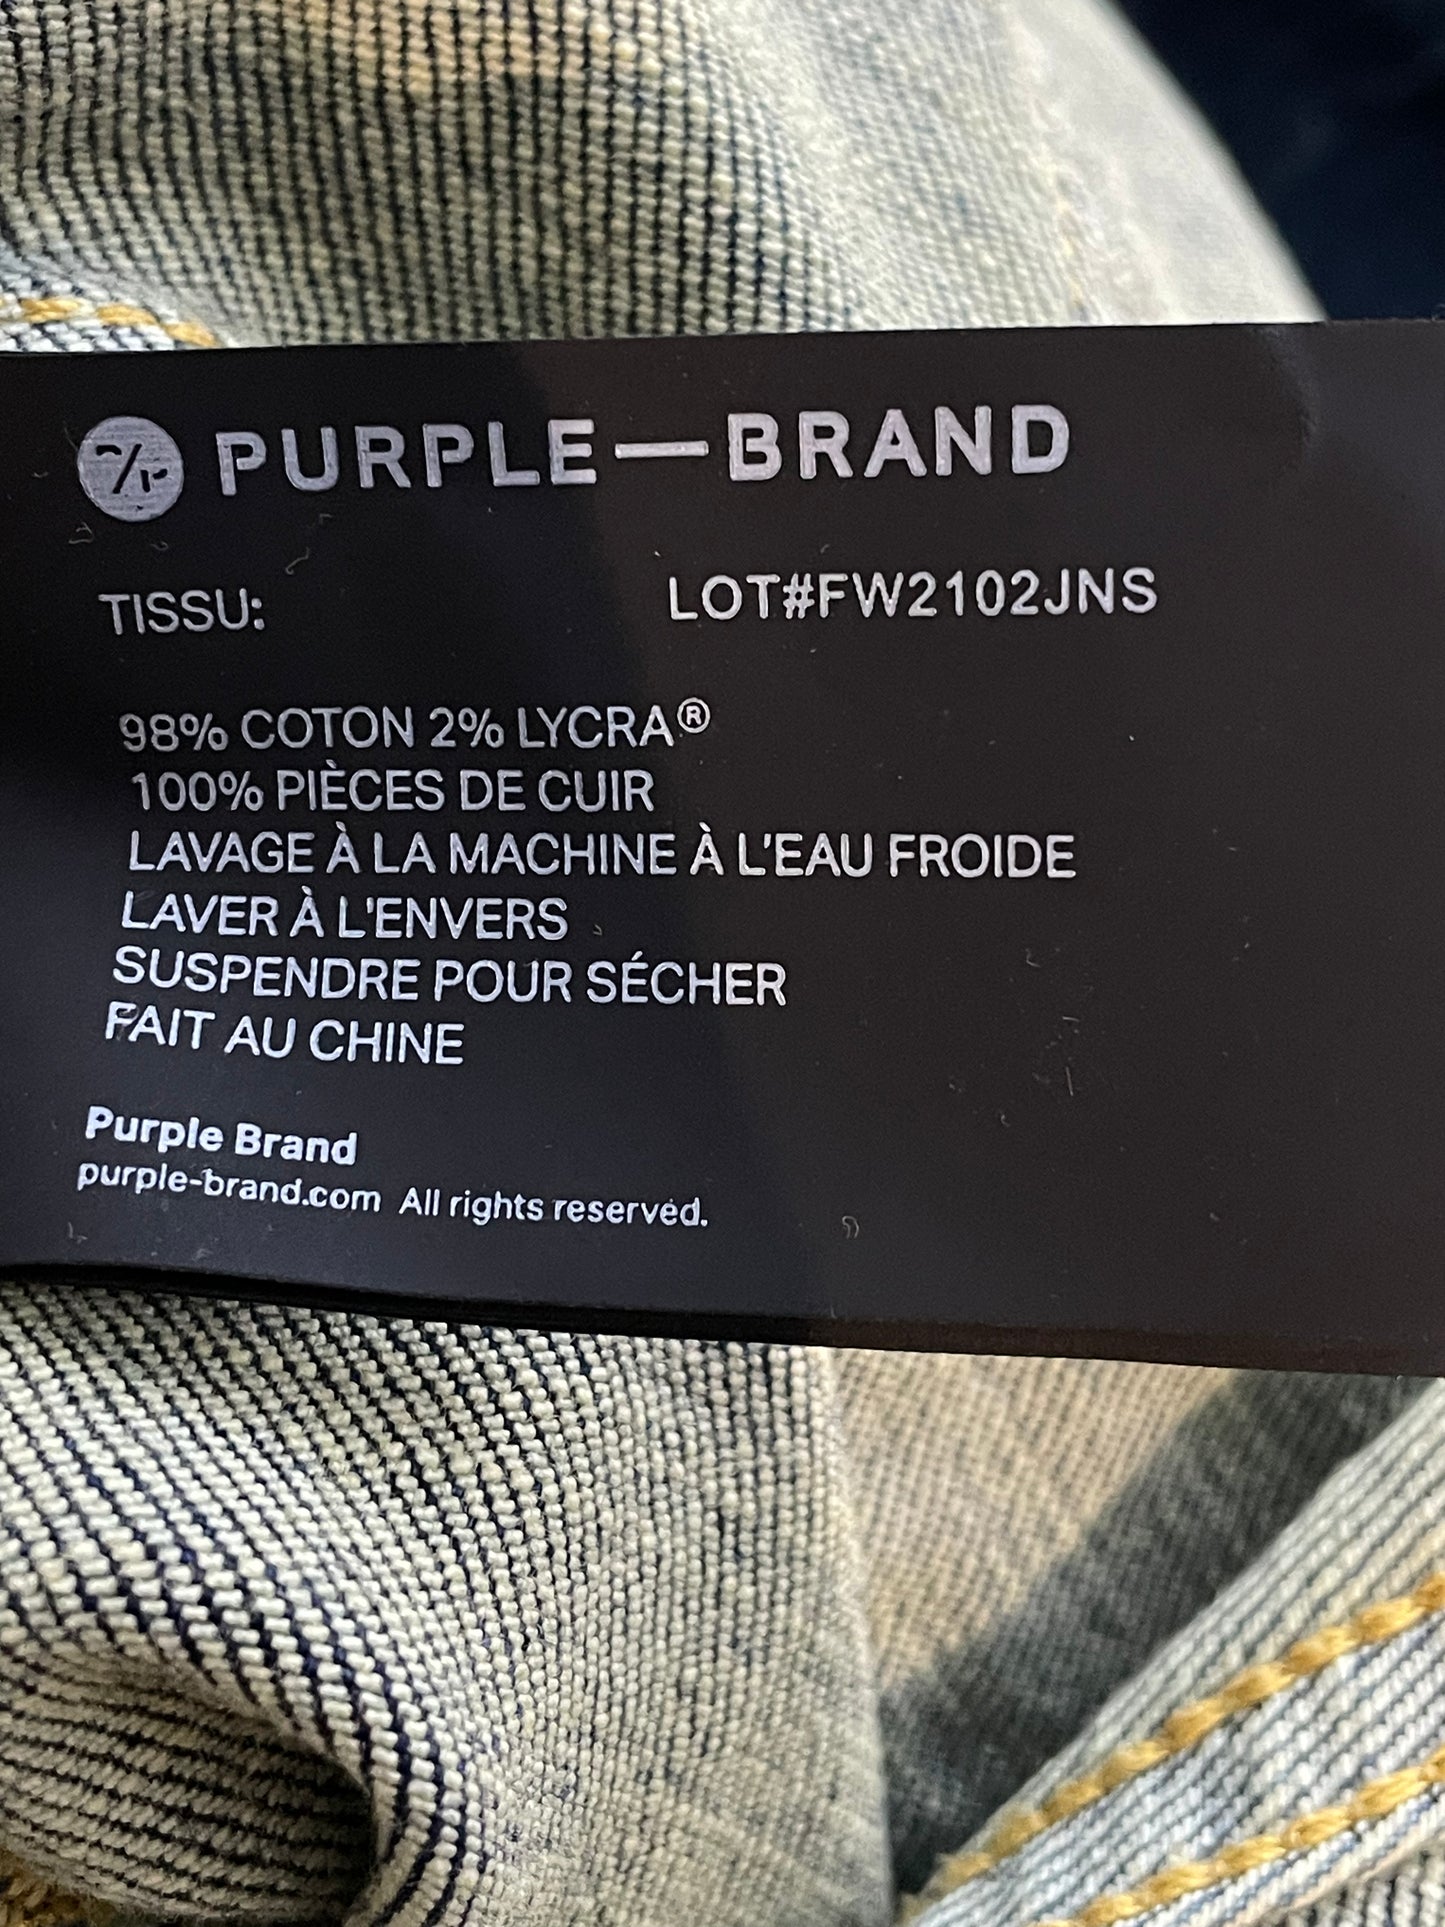 PURPLE—BRAND
TISSU: LOT#FW2102JNS
98% COTON 2% LYCRA®
100% PIÈCES DE CUIR
LAVAGE À LA MACHINE À L'EAU FROIDE
LAVER À L'ENVERS
SUSPENDRE POUR SÉCHER
FAIT AU CHINE
Purple Brand
purple-brand.com All rights reserved.